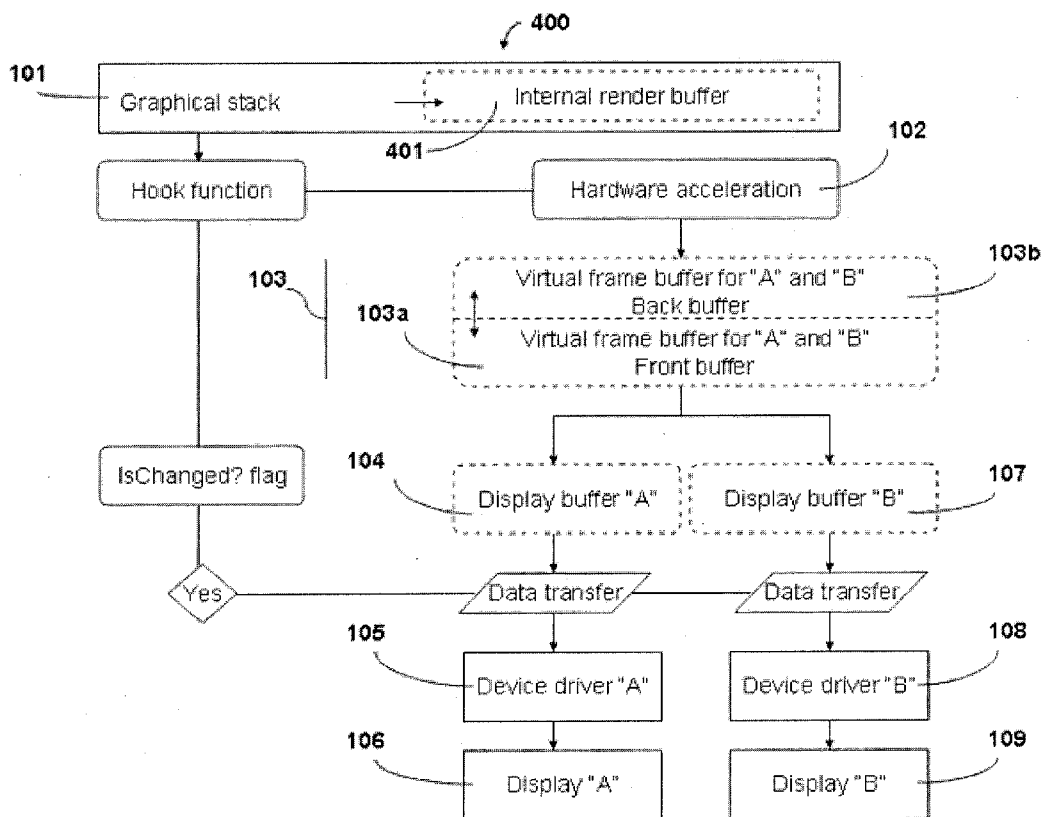 400
101
Graphical stack
Internal render buffer
401
102
Hook function
Hardware acceleration
103
103a
103b
Virtual frame buffer for "A" and "B"
Back buffer
Virtual frame buffer for "A" and "B"
Front buffer
IsChanged? flag
104
Display buffer "A"
Display buffer "B"
107
Yes
Data transfer
Data transfer
105
108
Device driver "A"
Device driver "B"
106
109
Display "A"
Display "B"